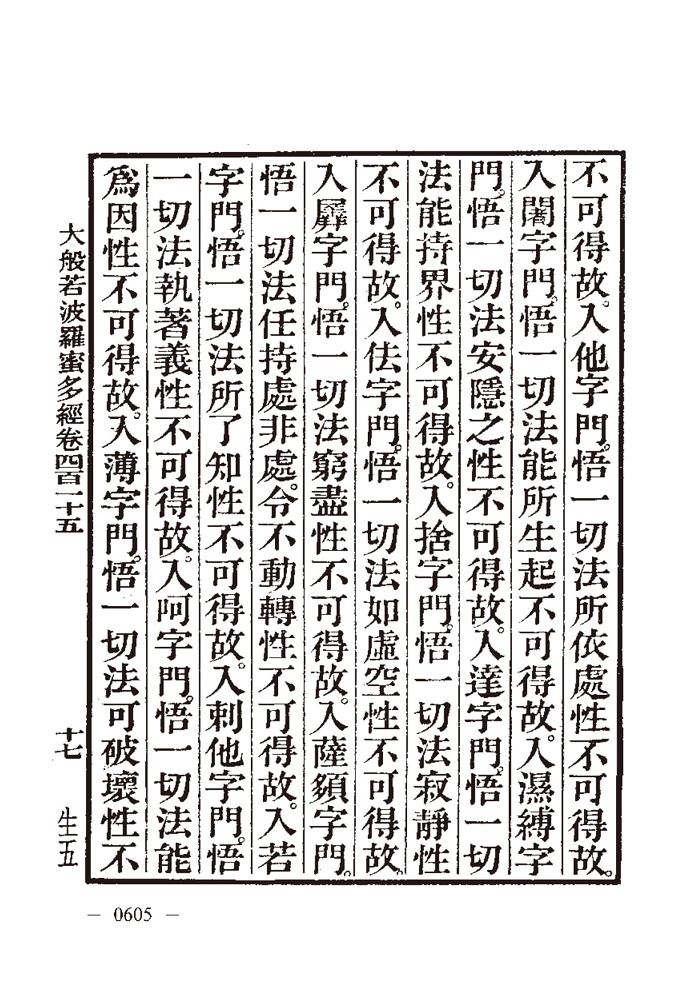 不可得故。入他字門。悟一切法所依處性不可得故。
入闍字門。悟一切法能所生起不可得故。入濕縛字
門。悟一切法安隱之性不可得故。入達字門。悟一切
法能持界性不可得故。入捨字門。悟一切法寂靜性
不可得故。入佉字門。悟一切法如虛空性不可得故。
入羼字門。悟一切法窮盡性不可得故。入薩頞字門。
悟一切法任持處非處。令不動轉性不可得故。入若
字門。悟一切法所了知性不可得故。入剌他字門。悟
一切法執著義性不可得故。入呵字門。悟一切法能
爲因性不可得故。入薄字門。悟一切法可破壞性不
大般若波羅蜜多經卷四百一十五 十七 生五
— 0605 —